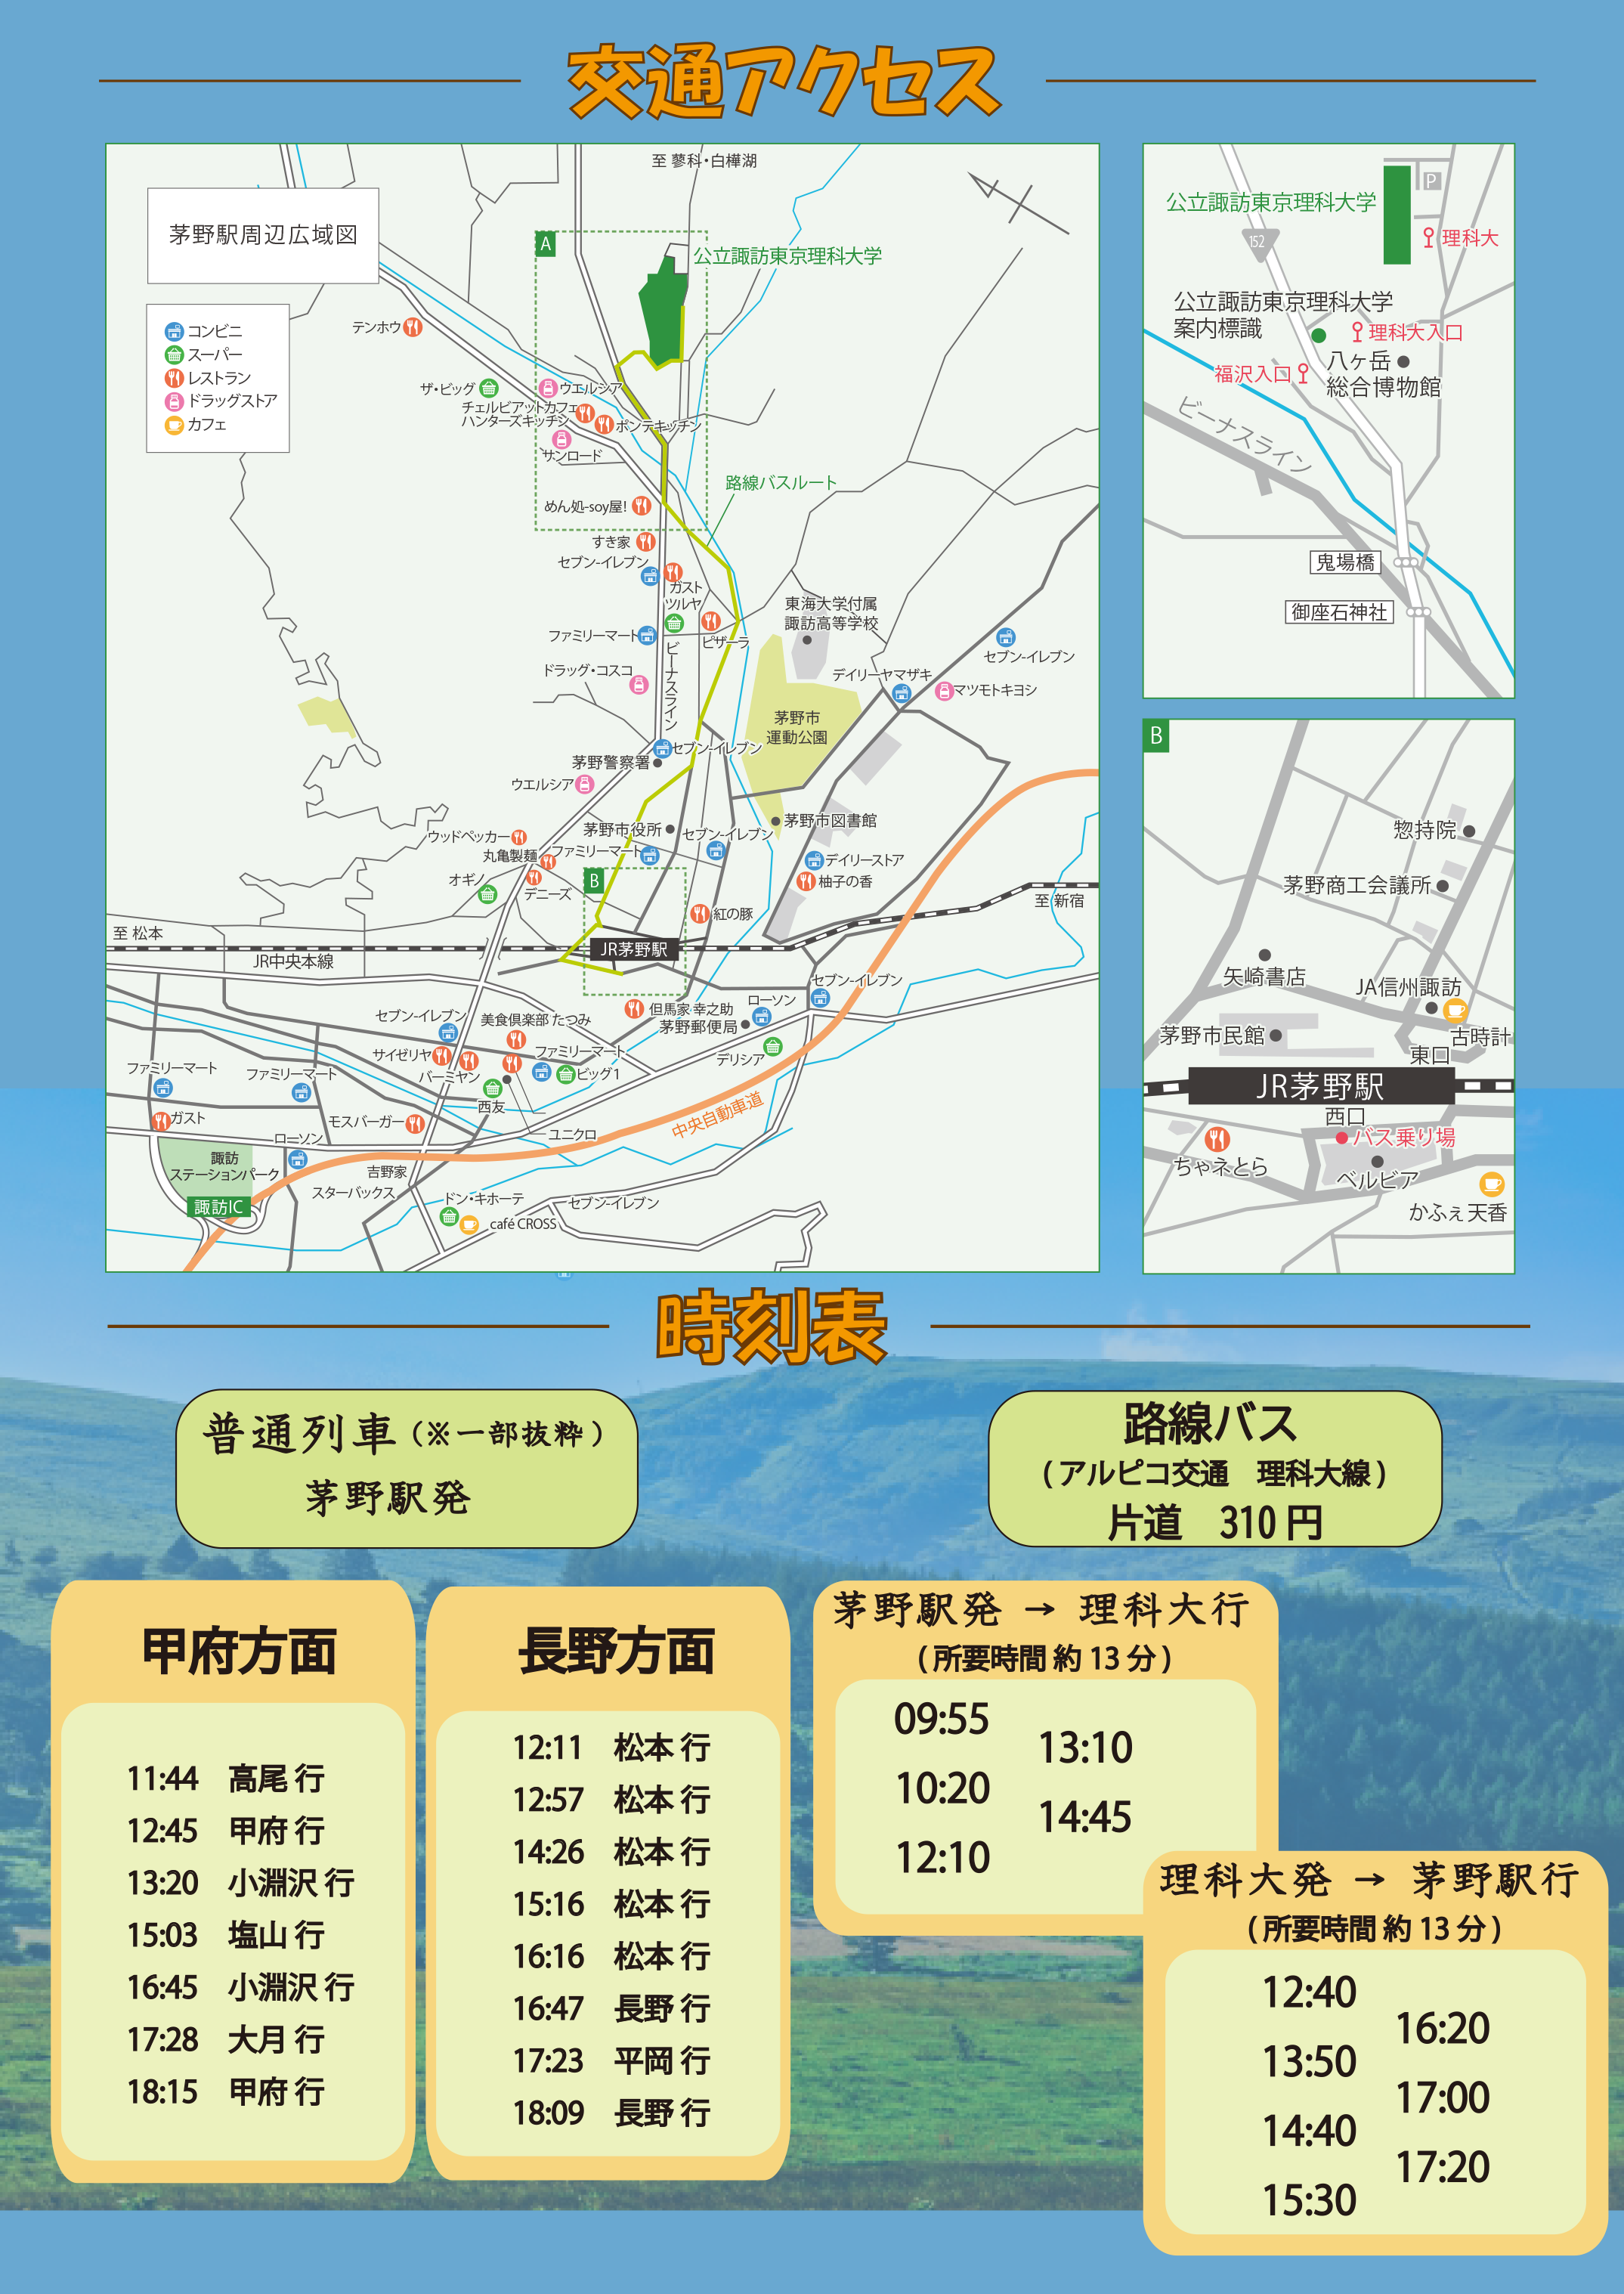 交通アクセス
茅野駅周辺広域図
コンビニ
スーパー
レストラン
ドラッグストア
カフェ
至 蓼科・白樺湖
A
公立諏訪東京理科大学
テンホウ
ザ・ビッグ
ウエルシア
チェルビアットカフェ
ハンターズキッチン
ポンテキッチン
サンロード
路線バスルート
めん処-soy屋!
すき家
セブン-イレブン
ガスト
ツルヤ
ファミリーマート
ピザーラ
ビーナスライン
ドラッグ・コスコ
東海大学付属
諏訪高等学校
セブン-イレブン
デイリーヤマザキ
マツモトキヨシ
茅野市
運動公園
セブン-イレブン
茅野警察署
ウエルシア
茅野市役所
セブン-イレブン
茅野市図書館
ウッドペッカー
丸亀製麺
ファミリーマート
デイリーストア
柚子の香
オギノ
デニーズ
B
紅の豚
至 新宿
至 松本
JR中央本線
JR茅野駅
セブン-イレブン
但馬家 幸之助
ローソン
茅野郵便局
デリシア
セブン-イレブン
美食倶楽部 たつみ
サイゼリヤ
ファミリーマート
バーミヤン
ビッグ1
西友
ファミリーマート
ファミリーマート
ガスト
モスバーガー
ユニクロ
中央自動車道
ローソン
諏訪
ステーションパーク
諏訪IC
吉野家
スターバックス
ドン・キホーテ
café CROSS
セブン-イレブン
公立諏訪東京理科大学
P
理科大
152
公立諏訪東京理科大学
案内標識
理科大入口
福沢入口
八ヶ岳
総合博物館
ビーナスライン
鬼場橋
御座石神社
B
惣持院
茅野商工会議所
矢崎書店
JA信州諏訪
茅野市民館
古時計
東口
JR茅野駅
西口
バス乗り場
ちゃネとら
ベルビア
かふぇ天香
時刻表
普通列車(※一部抜粋)
茅野駅発
路線バス
(アルピコ交通 理科大線)
片道 310円
甲府方面
11:44 高尾 行
12:45 甲府 行
13:20 小淵沢 行
15:03 塩山 行
16:45 小淵沢 行
17:28 大月 行
18:15 甲府 行
長野方面
12:11 松本 行
12:57 松本 行
14:26 松本 行
15:16 松本 行
16:16 松本 行
16:47 長野 行
17:23 平岡 行
18:09 長野 行
茅野駅発 → 理科大行
(所要時間 約13分)
09:55
10:20
12:10
13:10
14:45
理科大発 → 茅野駅行
(所要時間 約13分)
12:40
13:50
14:40
15:30
16:20
17:00
17:20